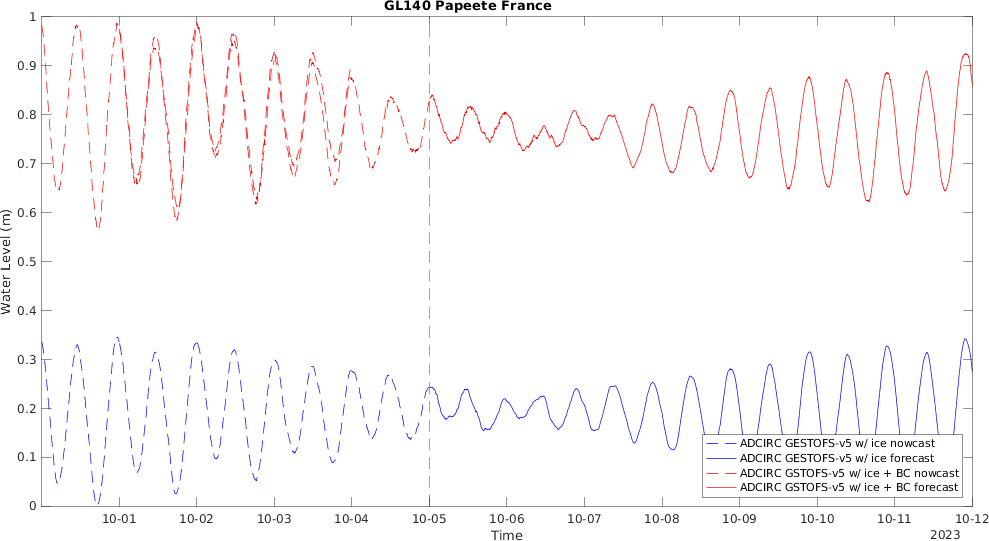 GL140 Papeete France
1
0.9
0.8
0.7
0.6
0.5
0.4
0.3
0.2
0.1
0
Water Level (m)
10-01 10-02 10-03 10-04 10-05 10-06 10-07 10-08 10-09 10-10 10-11 10-12
Time
2023
ADCIRC GESTOFS-v5 w/ ice nowcast
ADCIRC GESTOFS-v5 w/ ice forecast
ADCIRC GSTOFS-v5 w/ ice + BC nowcast
ADCIRC GSTOFS-v5 w/ ice + BC forecast